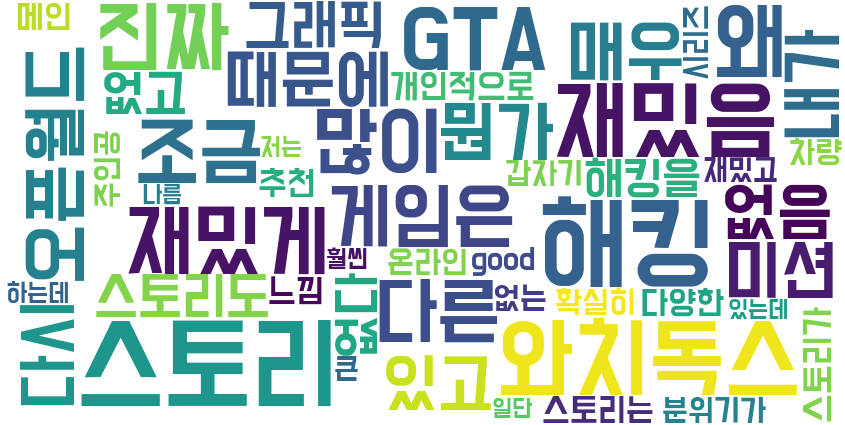 메인
진짜
그래픽
GTA
매우
지리는
왜
내가
오픈월드
없고
때문에
개인적으로
재밌음
주인공
조금
저는
많이
뭔가
차량
나름
추천
갑자기
해킹을
재밌고
없음
재밌게
게임은
해킹
미션
훨씬
온라인
good
하는데
스토리도
느낌
없다
다른
없는
확실히
다양한
있는데
다시
스토리
큰
있고
와치독스
스토리가
일단
스토리는
분위기가